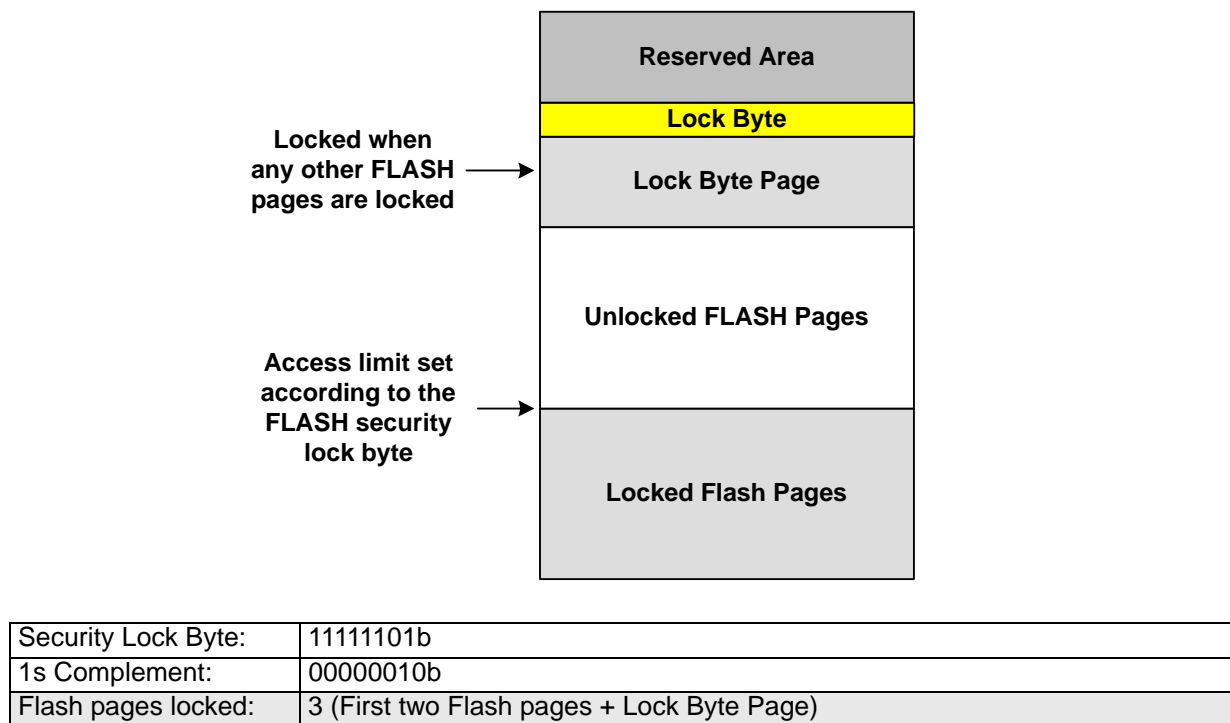 Reserved Area
Lock Byte
Locked when
any other FLASH
pages are locked
Lock Byte Page
Unlocked FLASH Pages
Access limit set
according to the
FLASH security
lock byte
Locked Flash Pages
Security Lock Byte: 11111101b
1s Complement: 00000010b
Flash pages locked: 3 (First two Flash pages + Lock Byte Page)